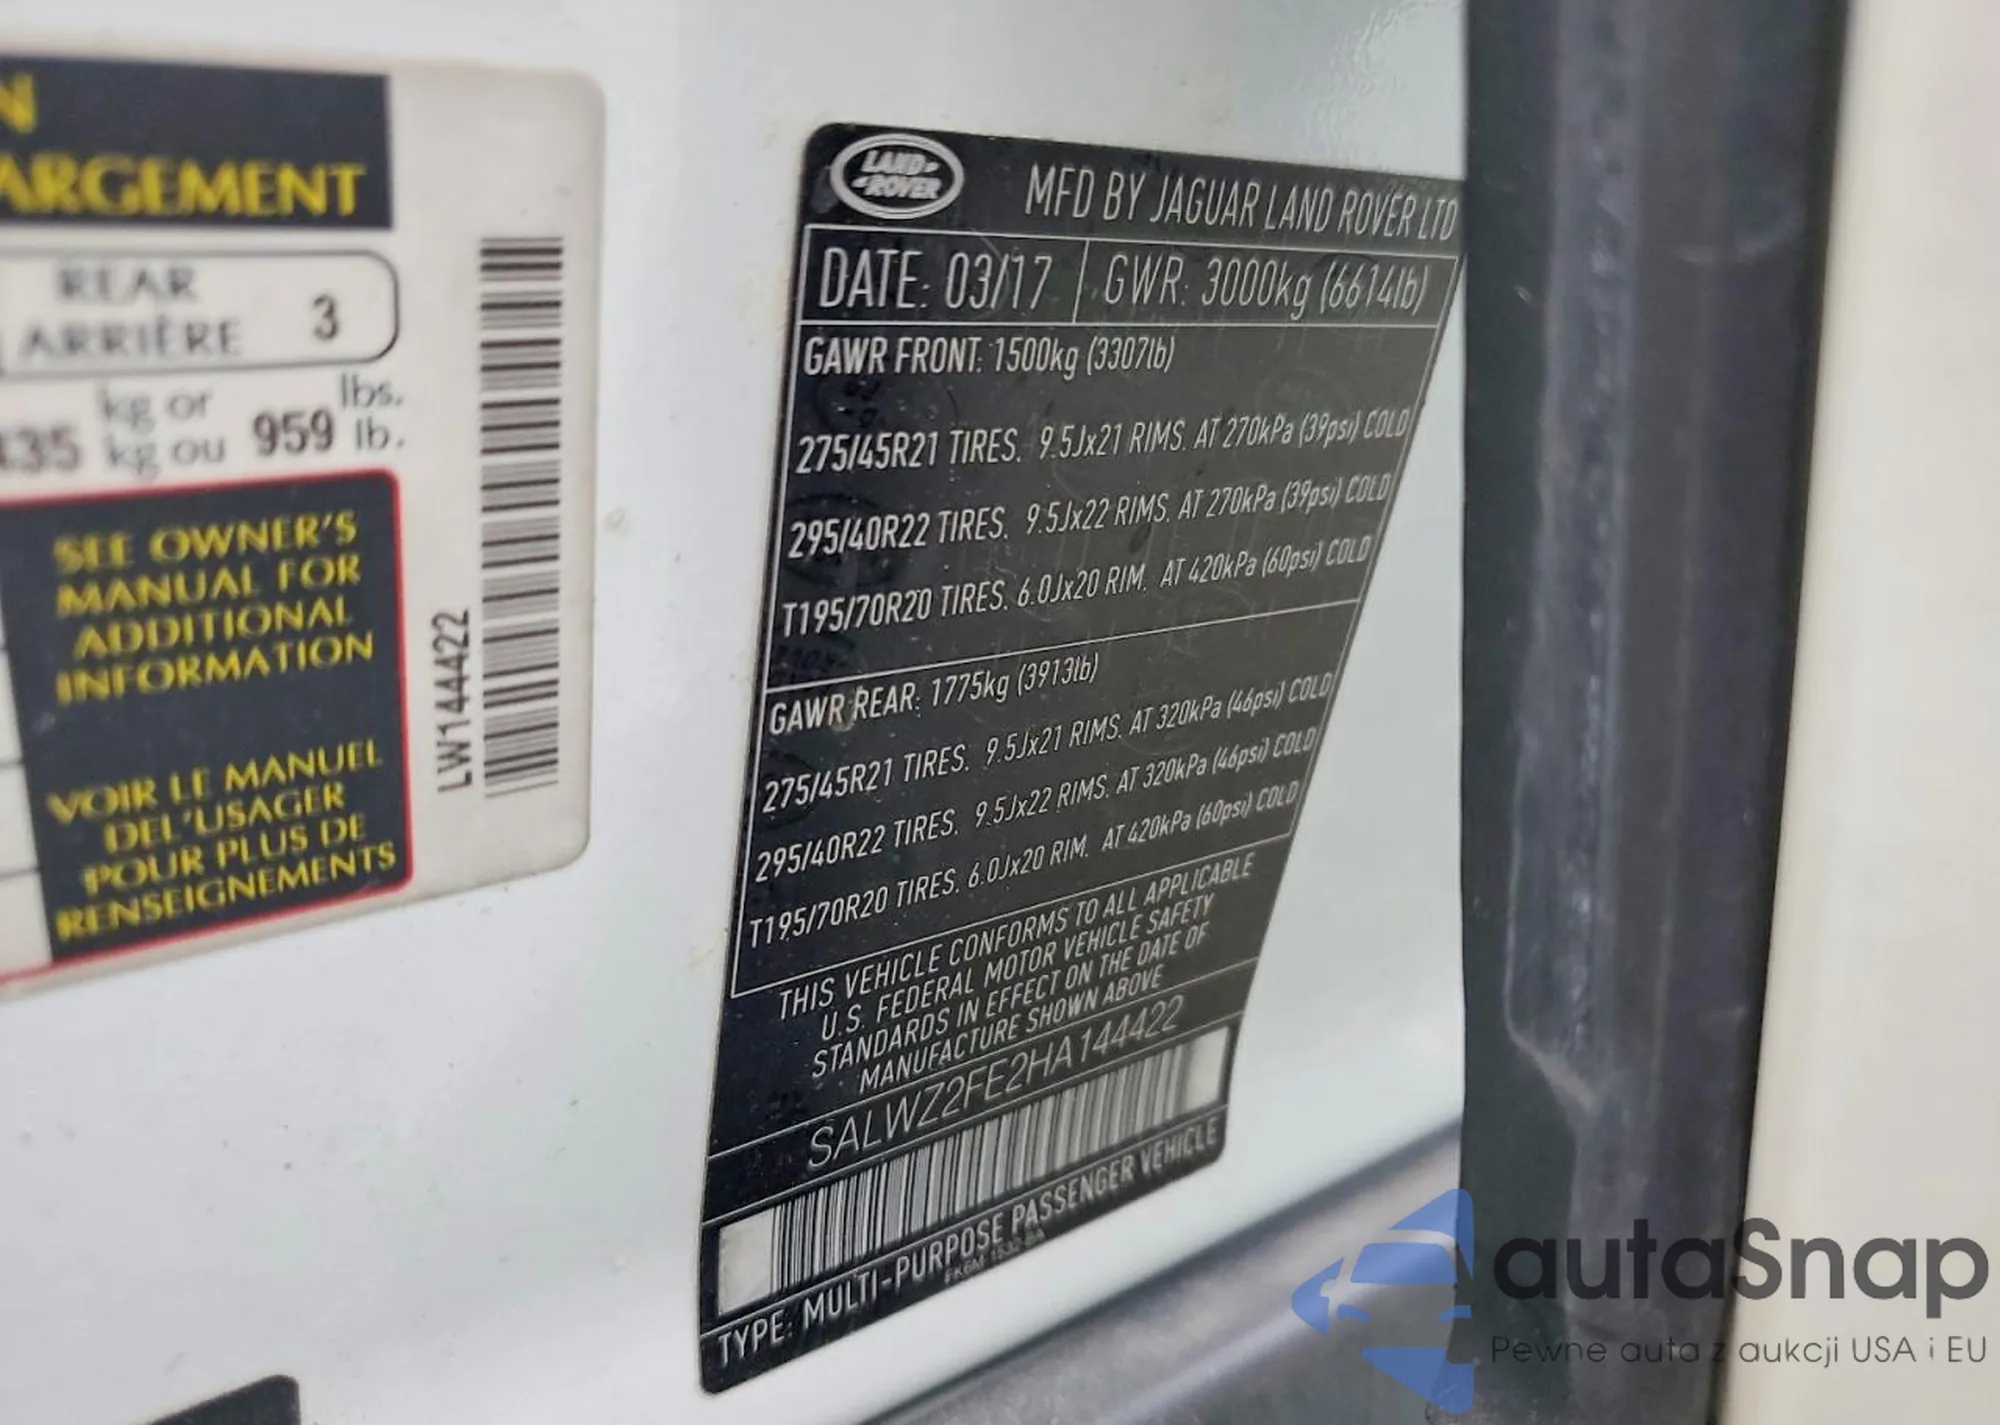 N
ARGEMENT
REAR
ARRIÈRE 3
435 kg or
kg ou 959 lbs.
lb.
SEE OWNER'S
MANUAL FOR
ADDITIONAL
INFORMATION
VOIR LE MANUEL
DE L'USAGER
POUR PLUS DE
RENSEIGNEMENTS
LW144422
LAND
ROVER
MFD BY JAGUAR LAND ROVER LTD
DATE: 03/17 GWR: 3000kg (6614lb)
GAWR FRONT: 1500kg (3307lb)
275/45R21 TIRES. 9.5Jx21 RIMS. AT 270kPa (39psi) COLD
295/40R22 TIRES. 9.5Jx22 RIMS. AT 270kPa (39psi) COLD
T195/70R20 TIRES. 6.0Jx20 RIM. AT 420kPa (60psi) COLD
GAWR REAR: 1775kg (3913lb)
275/45R21 TIRES. 9.5Jx21 RIMS. AT 320kPa (46psi) COLD
295/40R22 TIRES. 9.5Jx22 RIMS. AT 320kPa (46psi) COLD
T195/70R20 TIRES. 6.0Jx20 RIM. AT 420kPa (60psi) COLD
THIS VEHICLE CONFORMS TO ALL APPLICABLE
U.S. FEDERAL MOTOR VEHICLE SAFETY
STANDARDS IN EFFECT ON THE DATE OF
MANUFACTURE SHOWN ABOVE
SALWZ2FE2HA144422
TYPE: MULTI-PURPOSE PASSENGER VEHICLE
autaSnap
Pewne auta z aukcji USA i EU